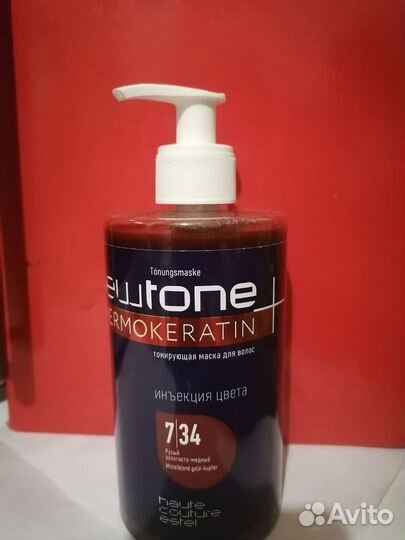 Tönungsmaske
ewtone
ERMOKERATIN
тонирующая маска для волос
инъекция цвета
7|34
Русый
золотисто-медный
Mittelblond gold-kupfer
haute
couture
estel
Avito